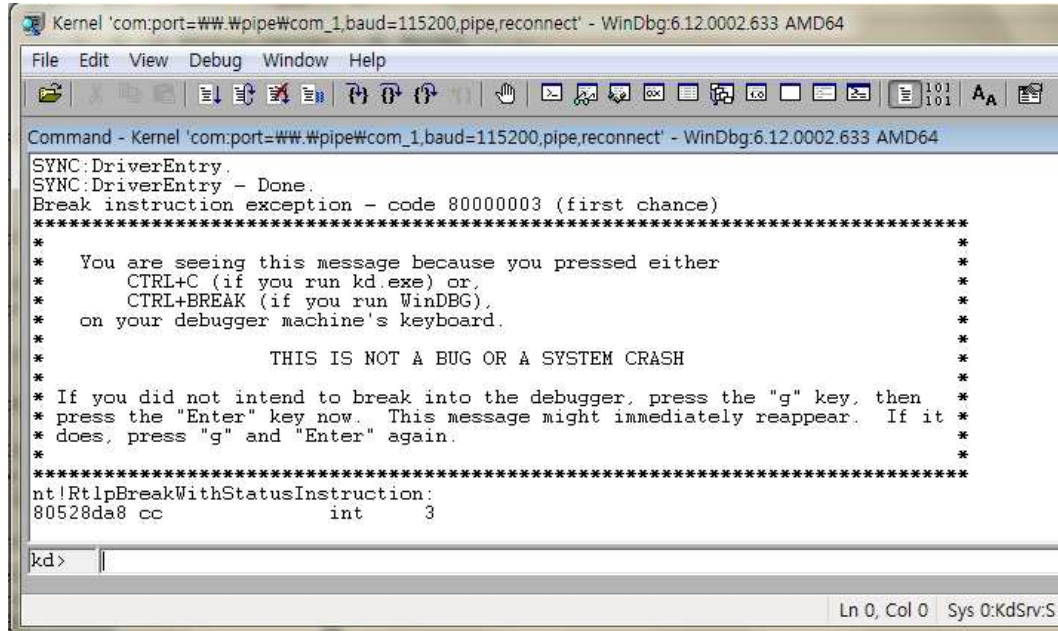 Kernel 'com:port=₩₩.₩pipe₩com_1,baud=115200,pipe,reconnect' - WinDbg:6.12.0002.633 AMD64
File Edit View Debug Window Help
Command - Kernel 'com:port=₩₩.₩pipe₩com_1,baud=115200,pipe,reconnect' - WinDbg:6.12.0002.633 AMD64
SYNC:DriverEntry.
SYNC:DriverEntry - Done.
Break instruction exception - code 80000003 (first chance)
*******************************************************************************
* *
* You are seeing this message because you pressed either *
* CTRL+C (if you run kd.exe) or, *
* CTRL+BREAK (if you run WinDBG), *
* on your debugger machine's keyboard. *
* *
* THIS IS NOT A BUG OR A SYSTEM CRASH *
* *
* If you did not intend to break into the debugger, press the "g" key, then *
* press the "Enter" key now. This message might immediately reappear. If it *
* does, press "g" and "Enter" again. *
* *
*******************************************************************************
nt!RtlpBreakWithStatusInstruction:
80528da8 cc int 3
kd>
Ln 0, Col 0 Sys 0:KdSrv:S